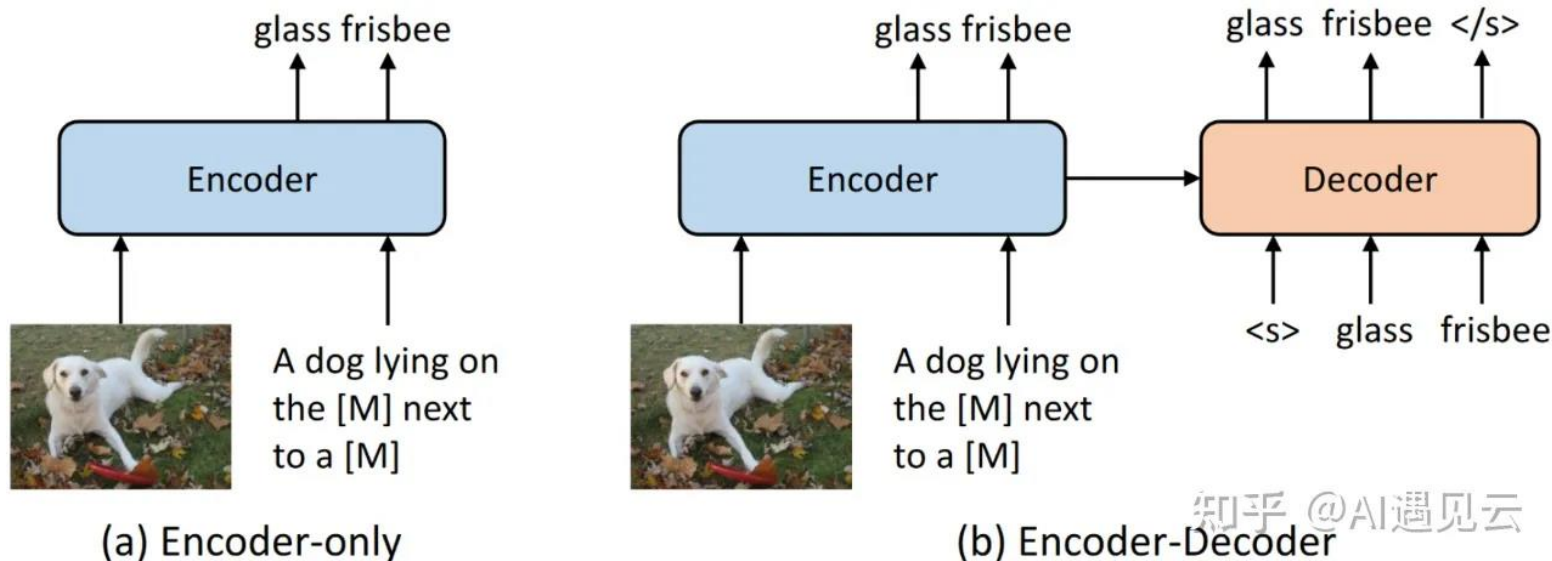 glass frisbee
Encoder
A dog lying on
the [M] next
to a [M]
(a) Encoder-only
glass frisbee
glass frisbee </s>
Encoder
Decoder
<s> glass frisbee
A dog lying on
the [M] next
to a [M]
(b) Encoder-Decoder
知乎 @AI遇见云